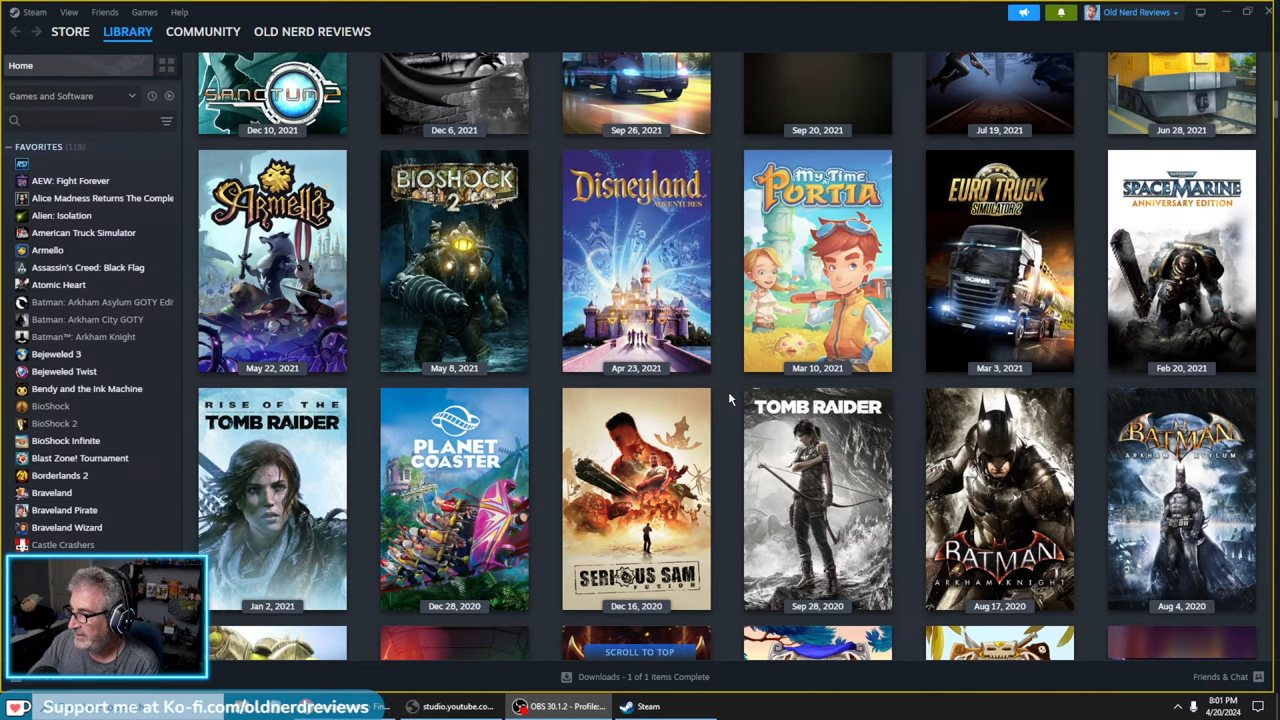 Steam View Friends Games Help
Old Nerd Reviews
STORE LIBRARY COMMUNITY OLD NERD REVIEWS
Home
Games and Software
FAVORITES (119)
AEW: Fight Forever
Alice Madness Returns The Comple
Alien: Isolation
American Truck Simulator
Armello
Assassin's Creed: Black Flag
Atomic Heart
Batman: Arkham Asylum GOTY Edit
Batman: Arkham City GOTY
Batman™: Arkham Knight
Bejeweled 3
Bejeweled Twist
Bendy and the Ink Machine
BioShock
BioShock 2
BioShock Infinite
Blast Zone! Tournament
Borderlands 2
Braveland
Braveland Pirate
Braveland Wizard
Castle Crashers
SANCTUM 2
Dec 10, 2021
Dec 6, 2021
Sep 26, 2021
Sep 20, 2021
Jul 19, 2021
Jun 28, 2021
Armello
May 22, 2021
BIOSHOCK
2
May 8, 2021
Disneyland
ADVENTURES
Apr 23, 2021
My Time
PORTIA
Mar 10, 2021
EURO TRUCK
SIMULATOR 2
SCANIA
Mar 3, 2021
SPACE MARINE
ANNIVERSARY EDITION
Feb 20, 2021
RISE OF THE
TOMB RAIDER
Jan 2, 2021
PLANET
COASTER
Dec 28, 2020
SERIOUS SAM
FUSION
Dec 16, 2020
TOMB RAIDER
Sep 28, 2020
BATMAN
ARKHAM KNIGHT
Aug 17, 2020
BATMAN
ARKHAM ASYLUM
Aug 4, 2020
SCROLL TO TOP
Downloads - 1 of 1 Items Complete
Friends & Chat
Support me at Ko-fi.com/oldnerdreviews
studio.youtube.co...
OBS 30.1.2 - Profile:...
Steam
8:01 PM
4/20/2024